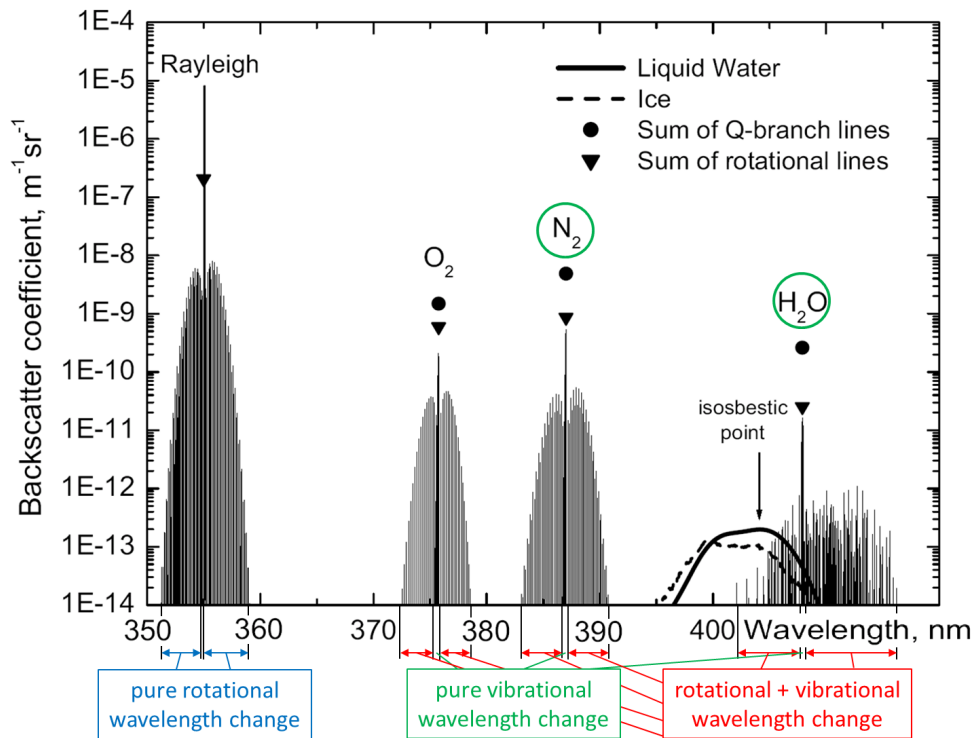 1E-4
1E-5
1E-6
1E-7
1E-8
1E-9
1E-10
1E-11
1E-12
1E-13
1E-14
Backscatter coefficient, m⁻¹ sr⁻¹
Rayleigh
Liquid Water
Ice
Sum of Q-branch lines
Sum of rotational lines
O₂
N₂
H₂O
isosbestic
point
350 360 370 380 390 400 Wavelength, nm
pure rotational
wavelength change
pure vibrational
wavelength change
rotational + vibrational
wavelength change